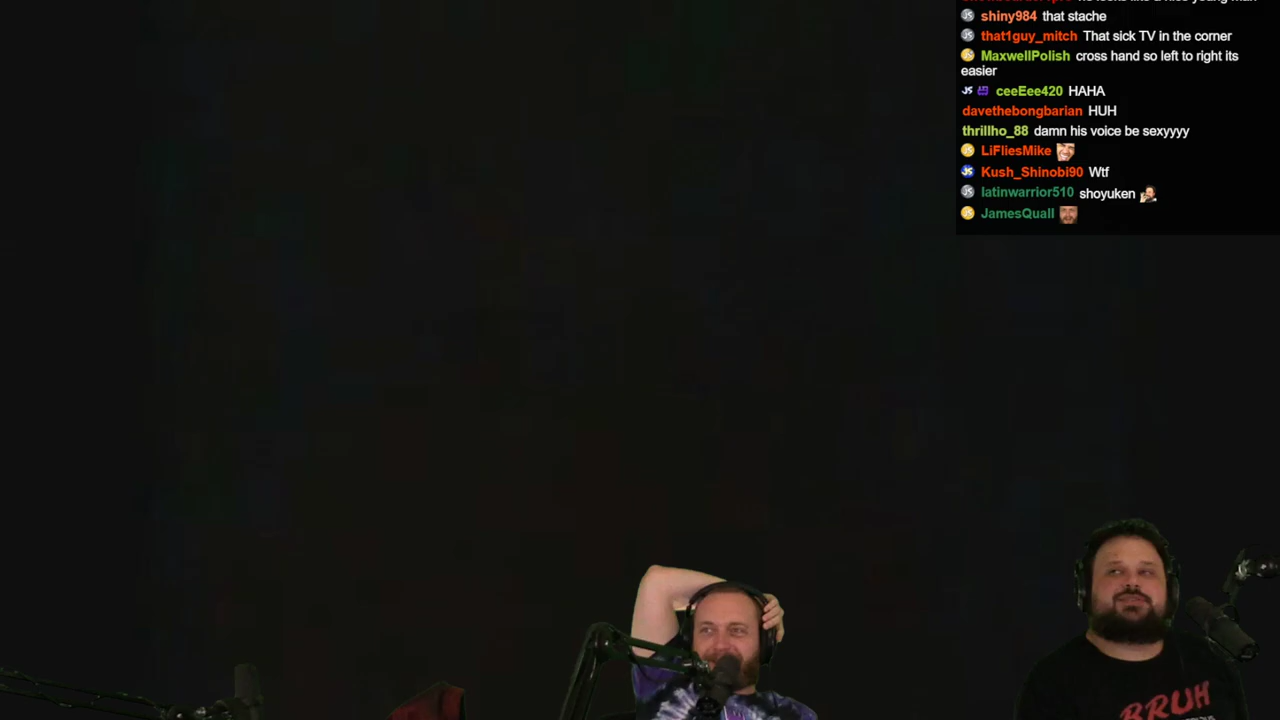 shiny984 that stache
that1guy_mitch That sick TV in the corner
MaxwellPolish cross hand so left to right its
easier
ceeEee420 HAHA
davethebongbarian HUH
thrillho_88 damn his voice be sexyyyy
LiFliesMike
Kush_Shinobi90 Wtf
latinwarrior510 shoyuken
JamesQuall
BRUH